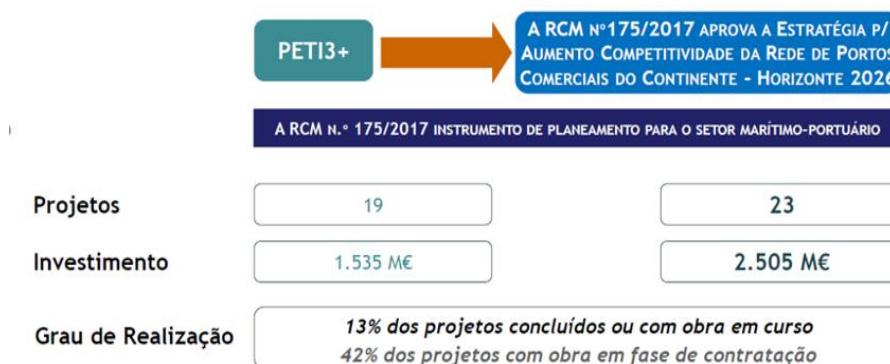 PETI3+
A RCM Nº175/2017 APROVA A ESTRATÉGIA P/
AUMENTO COMPETITIVIDADE DA REDE DE PORTOS
COMERCIAIS DO CONTINENTE - HORIZONTE 2026
A RCM N.º 175/2017 INSTRUMENTO DE PLANEAMENTO PARA O SETOR MARÍTIMO-PORTUÁRIO
Projetos 19 23
Investimento 1.535 M€ 2.505 M€
Grau de Realização
13% dos projetos concluídos ou com obra em curso
42% dos projetos com obra em fase de contratação